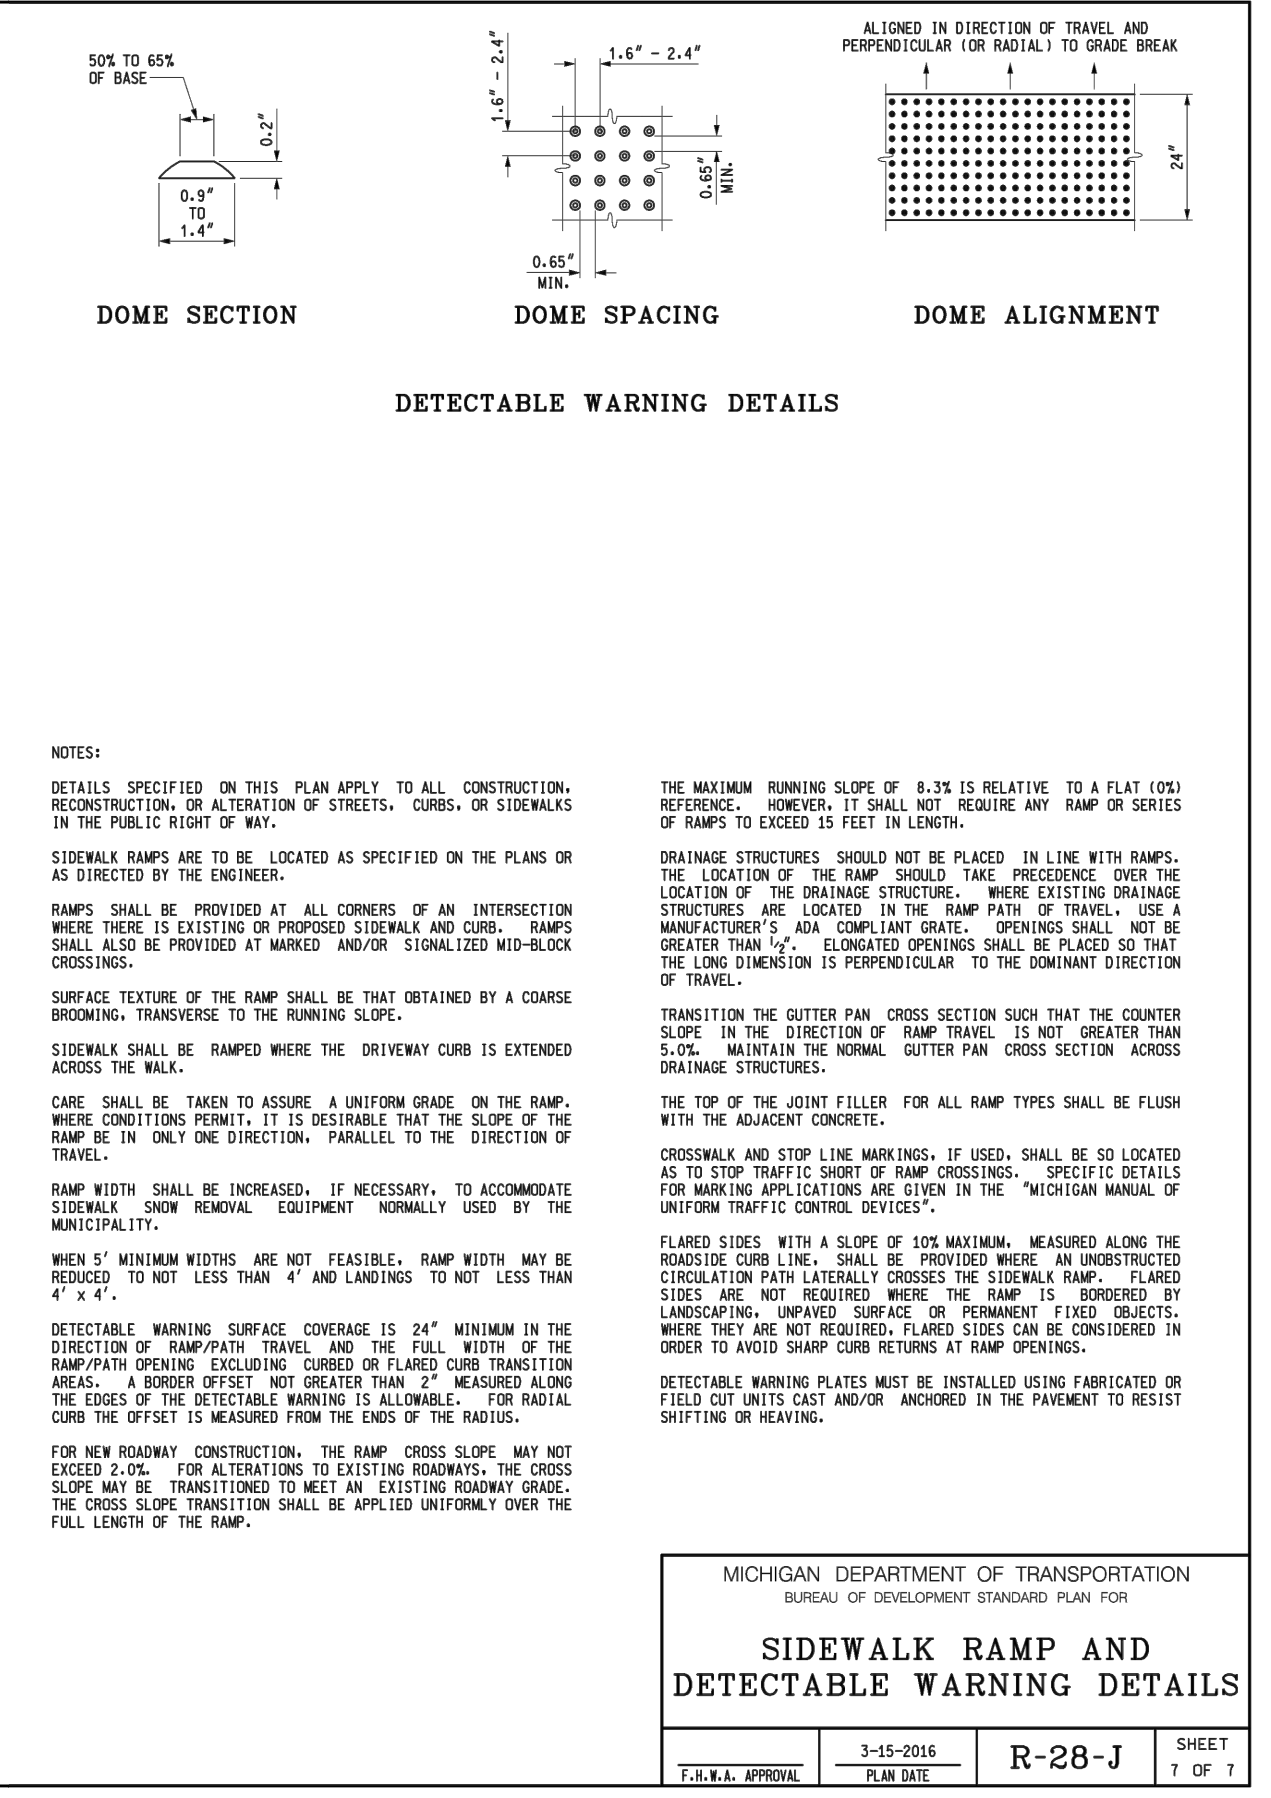 50% TO 65%
OF BASE
0.2"
0.9"
TO
1.4"
DOME SECTION
1.6" - 2.4"
1.6" - 2.4"
0.65"
MIN.
0.65"
MIN.
DOME SPACING
ALIGNED IN DIRECTION OF TRAVEL AND
PERPENDICULAR (OR RADIAL) TO GRADE BREAK
24"
DOME ALIGNMENT
DETECTABLE WARNING DETAILS
NOTES:
DETAILS SPECIFIED ON THIS PLAN APPLY TO ALL CONSTRUCTION,
RECONSTRUCTION, OR ALTERATION OF STREETS, CURBS, OR SIDEWALKS
IN THE PUBLIC RIGHT OF WAY.
SIDEWALK RAMPS ARE TO BE LOCATED AS SPECIFIED ON THE PLANS OR
AS DIRECTED BY THE ENGINEER.
RAMPS SHALL BE PROVIDED AT ALL CORNERS OF AN INTERSECTION
WHERE THERE IS EXISTING OR PROPOSED SIDEWALK AND CURB. RAMPS
SHALL ALSO BE PROVIDED AT MARKED AND/OR SIGNALIZED MID-BLOCK
CROSSINGS.
SURFACE TEXTURE OF THE RAMP SHALL BE THAT OBTAINED BY A COARSE
BROOMING, TRANSVERSE TO THE RUNNING SLOPE.
SIDEWALK SHALL BE RAMPED WHERE THE DRIVEWAY CURB IS EXTENDED
ACROSS THE WALK.
CARE SHALL BE TAKEN TO ASSURE A UNIFORM GRADE ON THE RAMP.
WHERE CONDITIONS PERMIT, IT IS DESIRABLE THAT THE SLOPE OF THE
RAMP BE IN ONLY ONE DIRECTION, PARALLEL TO THE DIRECTION OF
TRAVEL.
RAMP WIDTH SHALL BE INCREASED, IF NECESSARY, TO ACCOMMODATE
SIDEWALK SNOW REMOVAL EQUIPMENT NORMALLY USED BY THE
MUNICIPALITY.
WHEN 5' MINIMUM WIDTHS ARE NOT FEASIBLE, RAMP WIDTH MAY BE
REDUCED TO NOT LESS THAN 4' AND LANDINGS TO NOT LESS THAN
4' x 4'.
DETECTABLE WARNING SURFACE COVERAGE IS 24" MINIMUM IN THE
DIRECTION OF RAMP/PATH TRAVEL AND THE FULL WIDTH OF THE
RAMP/PATH OPENING EXCLUDING CURBED OR FLARED CURB TRANSITION
AREAS. A BORDER OFFSET NOT GREATER THAN 2" MEASURED ALONG
THE EDGES OF THE DETECTABLE WARNING IS ALLOWABLE. FOR RADIAL
CURB THE OFFSET IS MEASURED FROM THE ENDS OF THE RADIUS.
FOR NEW ROADWAY CONSTRUCTION, THE RAMP CROSS SLOPE MAY NOT
EXCEED 2.0%. FOR ALTERATIONS TO EXISTING ROADWAYS, THE CROSS
SLOPE MAY BE TRANSITIONED TO MEET AN EXISTING ROADWAY GRADE.
THE CROSS SLOPE TRANSITION SHALL BE APPLIED UNIFORMLY OVER THE
FULL LENGTH OF THE RAMP.
THE MAXIMUM RUNNING SLOPE OF 8.3% IS RELATIVE TO A FLAT (0%)
REFERENCE. HOWEVER, IT SHALL NOT REQUIRE ANY RAMP OR SERIES
OF RAMPS TO EXCEED 15 FEET IN LENGTH.
DRAINAGE STRUCTURES SHOULD NOT BE PLACED IN LINE WITH RAMPS.
THE LOCATION OF THE RAMP SHOULD TAKE PRECEDENCE OVER THE
LOCATION OF THE DRAINAGE STRUCTURE. WHERE EXISTING DRAINAGE
STRUCTURES ARE LOCATED IN THE RAMP PATH OF TRAVEL, USE A
MANUFACTURER'S ADA COMPLIANT GRATE. OPENINGS SHALL NOT BE
GREATER THAN 1/2". ELONGATED OPENINGS SHALL BE PLACED SO THAT
THE LONG DIMENSION IS PERPENDICULAR TO THE DOMINANT DIRECTION
OF TRAVEL.
TRANSITION THE GUTTER PAN CROSS SECTION SUCH THAT THE COUNTER
SLOPE IN THE DIRECTION OF RAMP TRAVEL IS NOT GREATER THAN
5.0%. MAINTAIN THE NORMAL GUTTER PAN CROSS SECTION ACROSS
DRAINAGE STRUCTURES.
THE TOP OF THE JOINT FILLER FOR ALL RAMP TYPES SHALL BE FLUSH
WITH THE ADJACENT CONCRETE.
CROSSWALK AND STOP LINE MARKINGS, IF USED, SHALL BE SO LOCATED
AS TO STOP TRAFFIC SHORT OF RAMP CROSSINGS. SPECIFIC DETAILS
FOR MARKING APPLICATIONS ARE GIVEN IN THE "MICHIGAN MANUAL OF
UNIFORM TRAFFIC CONTROL DEVICES".
FLARED SIDES WITH A SLOPE OF 10% MAXIMUM, MEASURED ALONG THE
ROADSIDE CURB LINE, SHALL BE PROVIDED WHERE AN UNOBSTRUCTED
CIRCULATION PATH LATERALLY CROSSES THE SIDEWALK RAMP. FLARED
SIDES ARE NOT REQUIRED WHERE THE RAMP IS BORDERED BY
LANDSCAPING, UNPAVED SURFACE OR PERMANENT FIXED OBJECTS.
WHERE THEY ARE NOT REQUIRED, FLARED SIDES CAN BE CONSIDERED IN
ORDER TO AVOID SHARP CURB RETURNS AT RAMP OPENINGS.
DETECTABLE WARNING PLATES MUST BE INSTALLED USING FABRICATED OR
FIELD CUT UNITS CAST AND/OR ANCHORED IN THE PAVEMENT TO RESIST
SHIFTING OR HEAVING.
MICHIGAN DEPARTMENT OF TRANSPORTATION
BUREAU OF DEVELOPMENT STANDARD PLAN FOR
SIDEWALK RAMP AND
DETECTABLE WARNING DETAILS
F.H.W.A. APPROVAL
3-15-2016
PLAN DATE
R-28-J
SHEET
7 OF 7